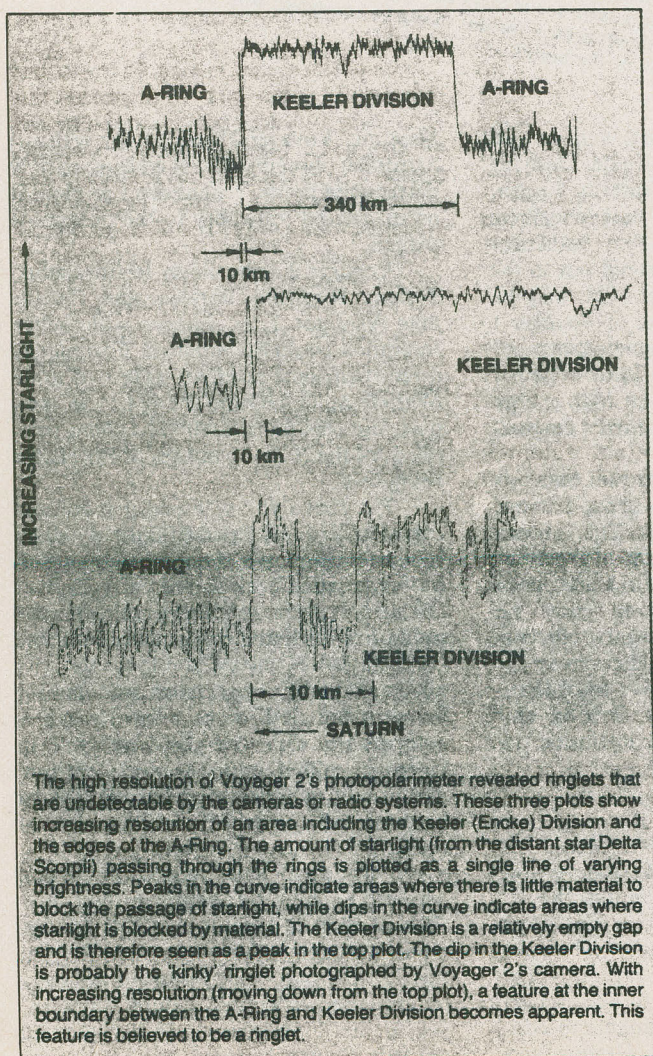 A-RING
KEELER DIVISION
A-RING
340 km
10 km
A-RING
KEELER DIVISION
10 km
INCREASING STARLIGHT
A-RING
KEELER DIVISION
10 km
SATURN
The high resolution of Voyager 2's photopolarimeter revealed ringlets that
are undetectable by the cameras or radio systems. These three plots show
increasing resolution of an area including the Keeler (Encke) Division and
the edges of the A-Ring. The amount of starlight (from the distant star Delta
Scorpii) passing through the rings is plotted as a single line of varying
brightness. Peaks in the curve indicate areas where there is little material to
block the passage of starlight, while dips in the curve indicate areas where
starlight is blocked by material. The Keeler Division is a relatively empty gap
and is therefore seen as a peak in the top plot. The dip in the Keeler Division
is probably the 'kinky' ringlet photographed by Voyager 2's camera. With
increasing resolution (moving down from the top plot), a feature at the inner
boundary between the A-Ring and Keeler Division becomes apparent. This
feature is believed to be a ringlet.